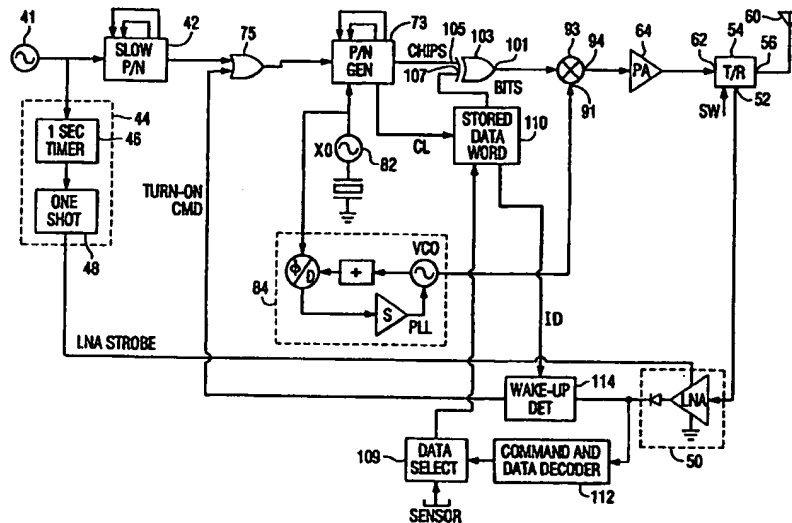 41
SLOW
P/N
42
75
P/N
GEN
73
CHIPS
105
107
103
101
BITS
93
94
91
64
PA
62
54
T/R
56
60
52
SW
44
1 SEC
TIMER
46
ONE
SHOT
48
TURN-ON
CMD
XO
82
CL
STORED
DATA
WORD
110
84
Φ/D
÷
VCO
S
PLL
ID
LNA STROBE
WAKE-UP
DET
114
LNA
50
109
DATA
SELECT
COMMAND AND
DATA DECODER
112
SENSOR